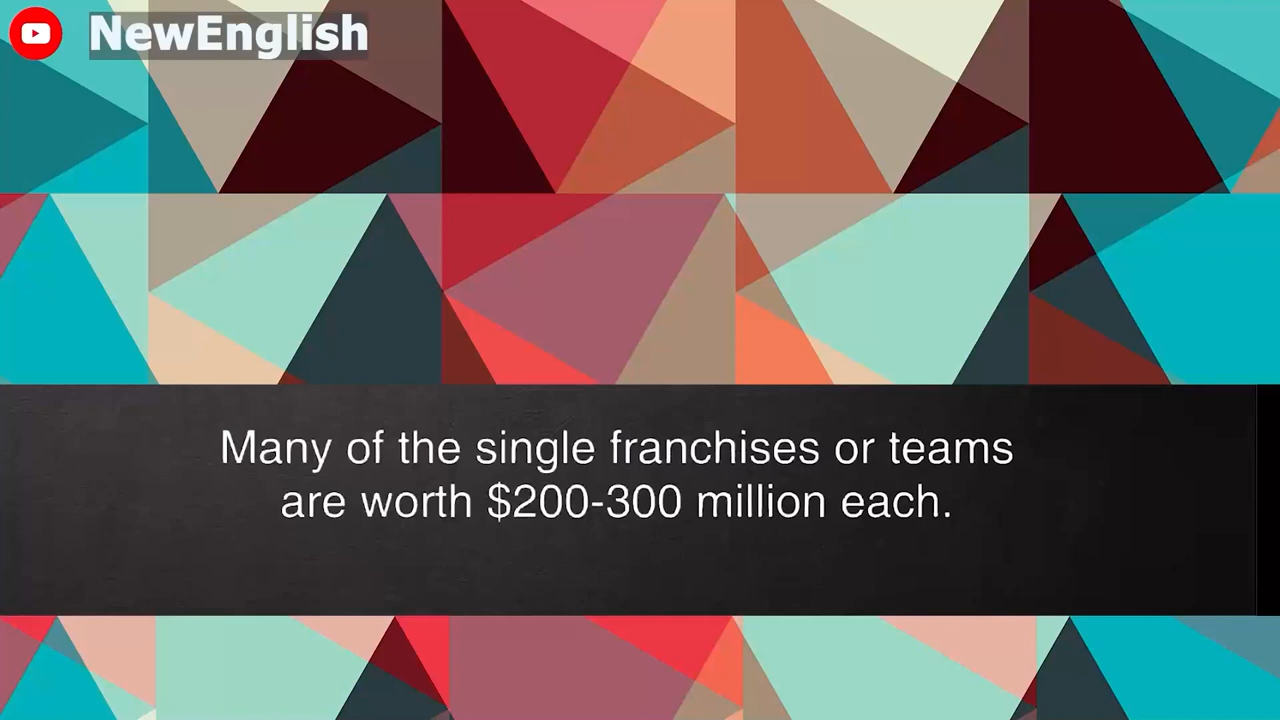 NewEnglish
Many of the single franchises or teams
are worth $200-300 million each.